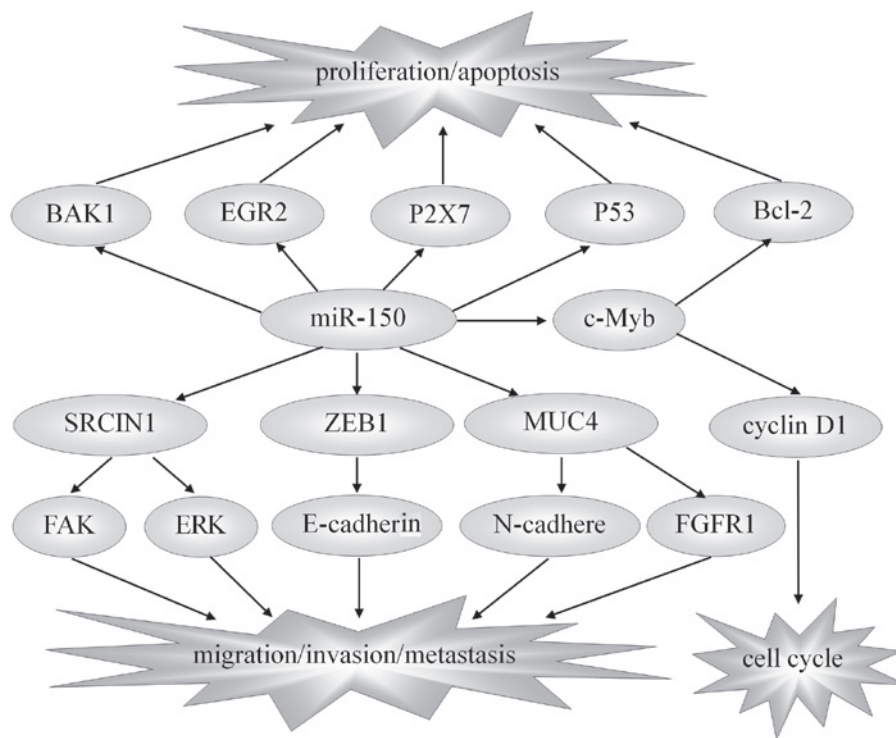 proliferation/apoptosis
BAK1
EGR2
P2X7
P53
Bcl-2
miR-150
c-Myb
SRCIN1
ZEB1
MUC4
cyclin D1
FAK
ERK
E-cadherin
N-cadhere
FGFR1
migration/invasion/metastasis
cell cycle